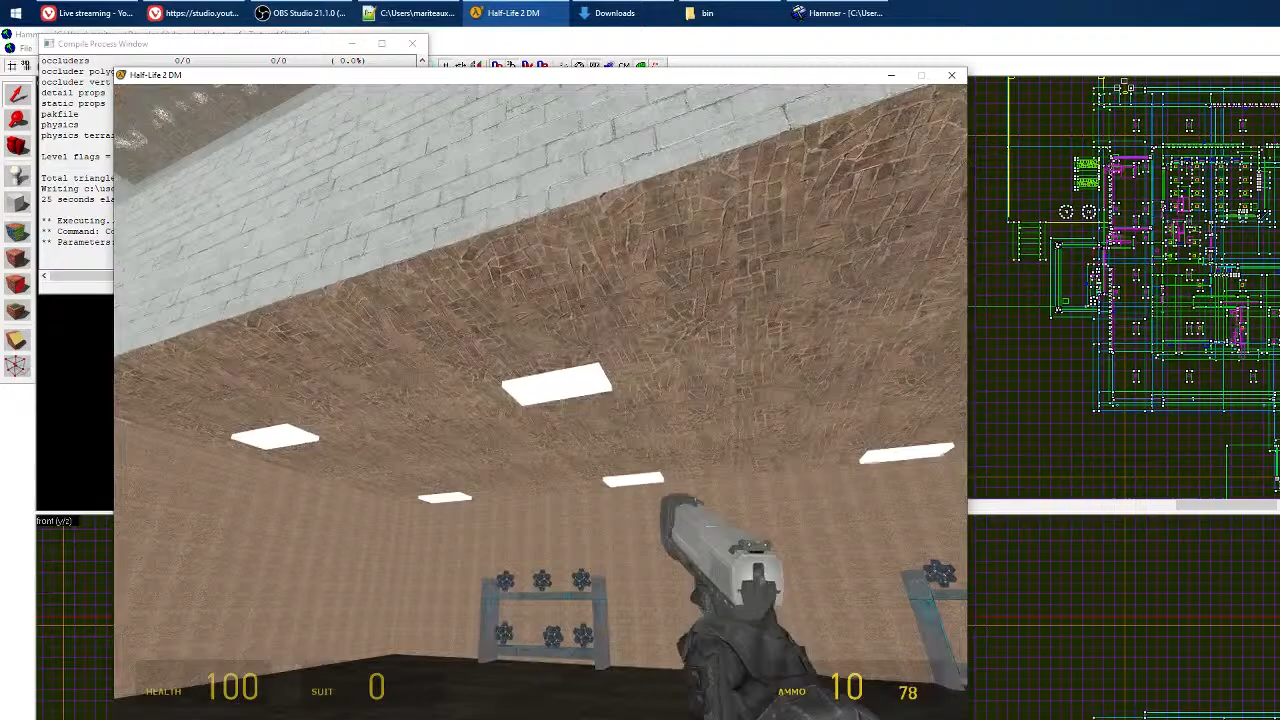 Live streaming - Yo...
https://studio.yout...
OBS Studio 21.1.0 (...
C:\Users\mariteaux...
Half-Life 2 DM
Downloads
bin
Hammer - [C:\User...
Compile Process Window
File
occluders 0/0 0/0 ( 0.0%)
occluder poly
occluder vert
detail props
static props
pakfile
physics
physics terra
Level flags =
Total triangle
Writing c:\use
25 seconds ela
** Executing.
** Command: Co
** Parameters:
Half-Life 2 DM
front (y/z)
HEALTH 100 SUIT 0 AMMO 10 78